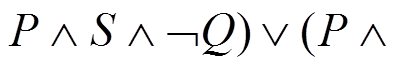 P ∧ S ∧ ¬Q) ∨ (P ∧